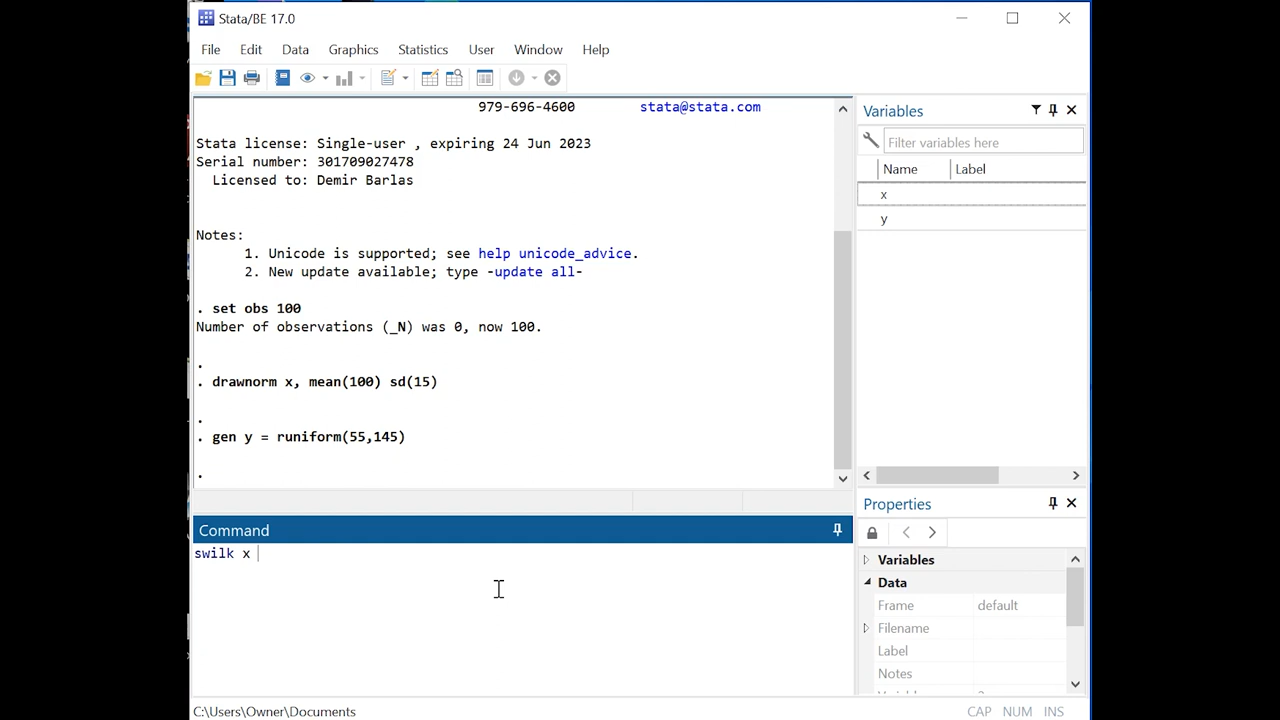 Stata/BE 17.0
File Edit Data Graphics Statistics User Window Help
979-696-4600 stata@stata.com
Stata license: Single-user , expiring 24 Jun 2023
Serial number: 301709027478
Licensed to: Demir Barlas
Notes:
1. Unicode is supported; see help unicode_advice.
2. New update available; type -update all-
. set obs 100
Number of observations (_N) was 0, now 100.
.
. drawnorm x, mean(100) sd(15)
.
. gen y = runiform(55,145)
.
Command
swilk x
C:\Users\Owner\Documents
Variables
Filter variables here
Name Label
x
y
Properties
Variables
Data
Frame default
Filename
Label
Notes
CAP NUM INS